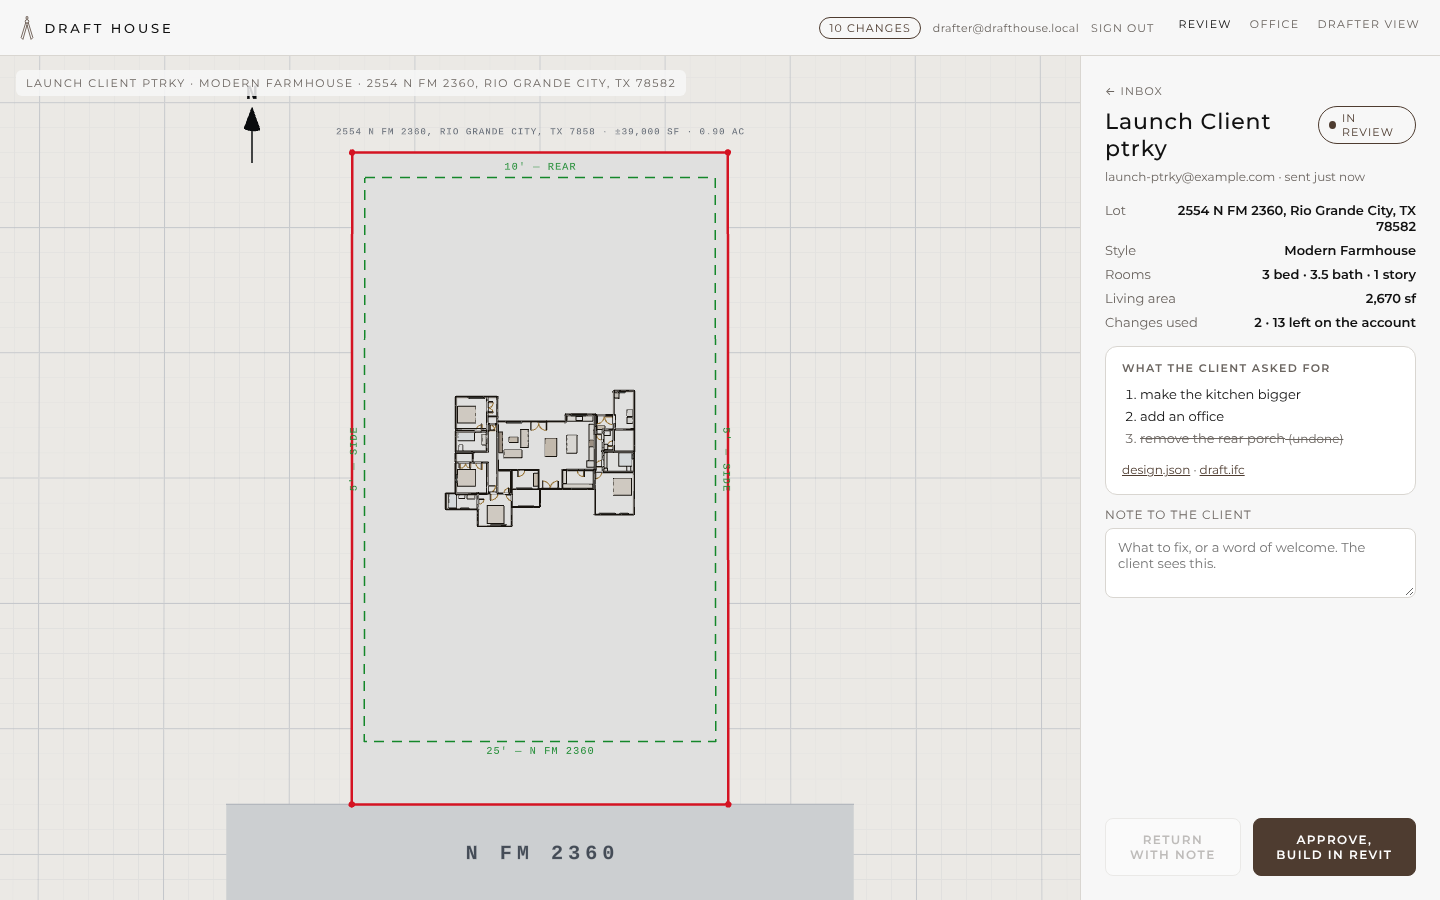 DRAFT HOUSE
10 CHANGES
drafter@drafthouse.local
SIGN OUT
REVIEW
OFFICE
DRAFTER VIEW
LAUNCH CLIENT PTRKY · MODERN FARMHOUSE · 2554 N FM 2360, RIO GRANDE CITY, TX 78582
N
2554 N FM 2360, RIO GRANDE CITY, TX 7858 · ±39,000 SF · 0.90 AC
10' — REAR
5' — SIDE
5' — SIDE
25' — N FM 2360
N FM 2360
← INBOX
Launch Client
ptrky
IN
REVIEW
launch-ptrky@example.com · sent just now
Lot
2554 N FM 2360, Rio Grande City, TX
78582
Style
Modern Farmhouse
Rooms
3 bed · 3.5 bath · 1 story
Living area
2,670 sf
Changes used
2 · 13 left on the account
WHAT THE CLIENT ASKED FOR
1. make the kitchen bigger
2. add an office
3. remove the rear porch (undone)
design.json · draft.ifc
NOTE TO THE CLIENT
What to fix, or a word of welcome. The
client sees this.
RETURN
WITH NOTE
APPROVE,
BUILD IN REVIT